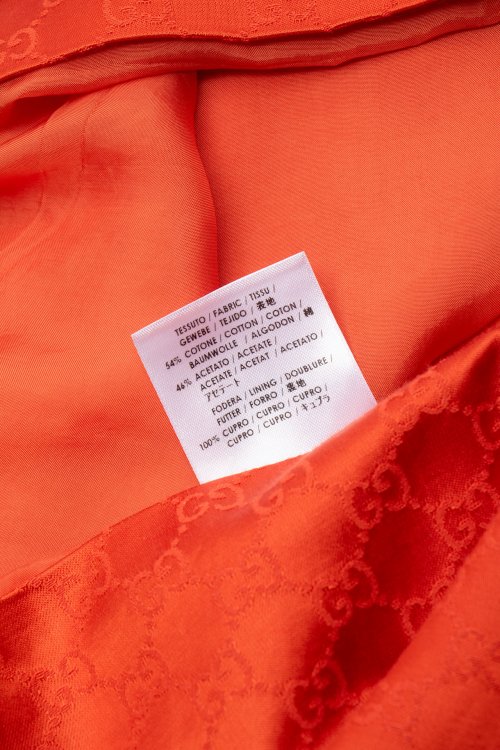 TESSUTO / FABRIC / TISSU /
GEWEBE / TEJIDO / 表地
54% COTONE / COTTON / COTON /
BAUMWOLLE / ALGODON / 綿
46% ACETATO / ACETATE /
ACETATE / ACETAT / ACETATO /
アセテート
FODERA / LINING / DOUBLURE /
FUTTER / FORRO / 裏地
100% CUPRO / CUPRO / CUPRO /
CUPRO / CUPRO / キュプラ